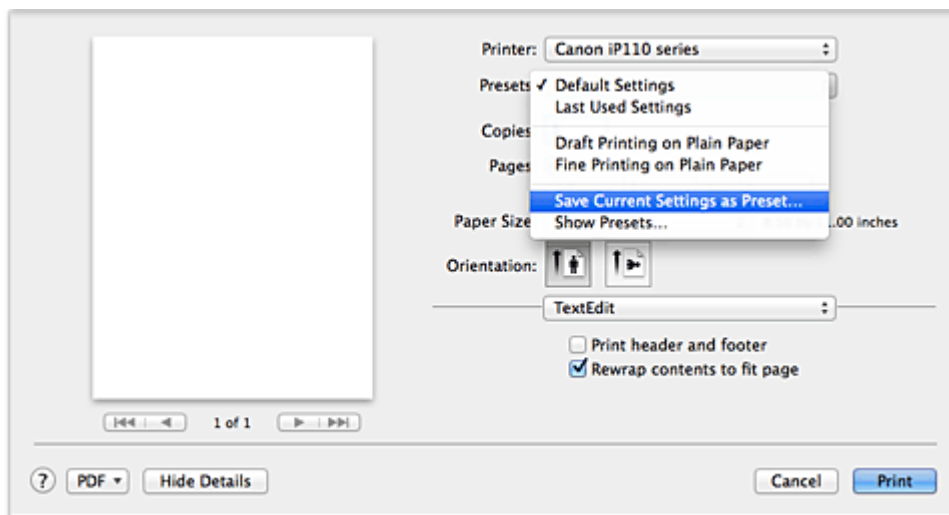 Printer: Canon iP110 series
Presets ✓ Default Settings
Last Used Settings
Copies
Draft Printing on Plain Paper
Pages Fine Printing on Plain Paper
Save Current Settings as Preset...
Paper Size Show Presets... .00 inches
Orientation:
TextEdit
Print header and footer
Rewrap contents to fit page
1 of 1
? PDF Hide Details Cancel Print